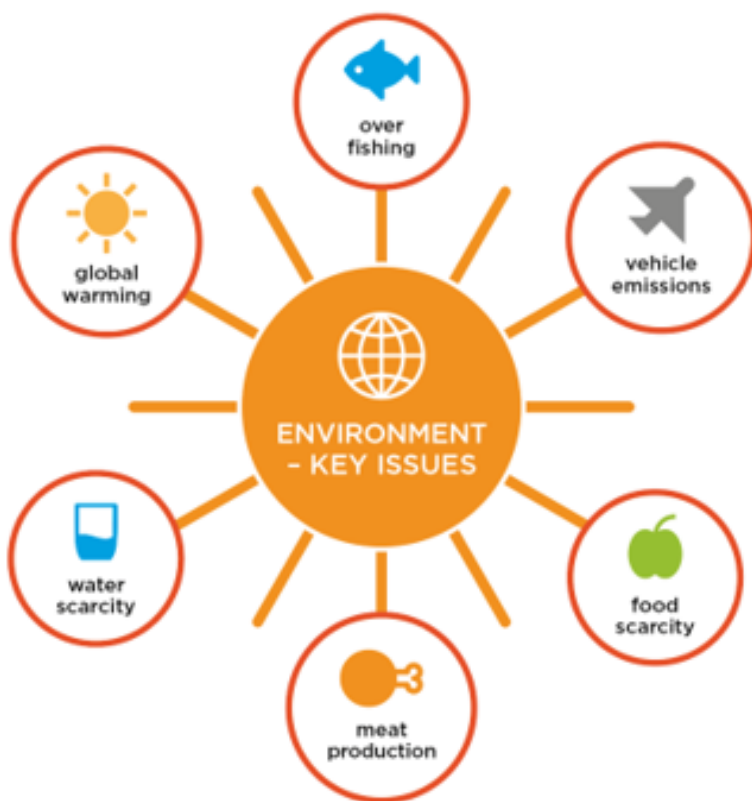 over
fishing
global
warming
vehicle
emissions
ENVIRONMENT
– KEY ISSUES
water
scarcity
food
scarcity
meat
production